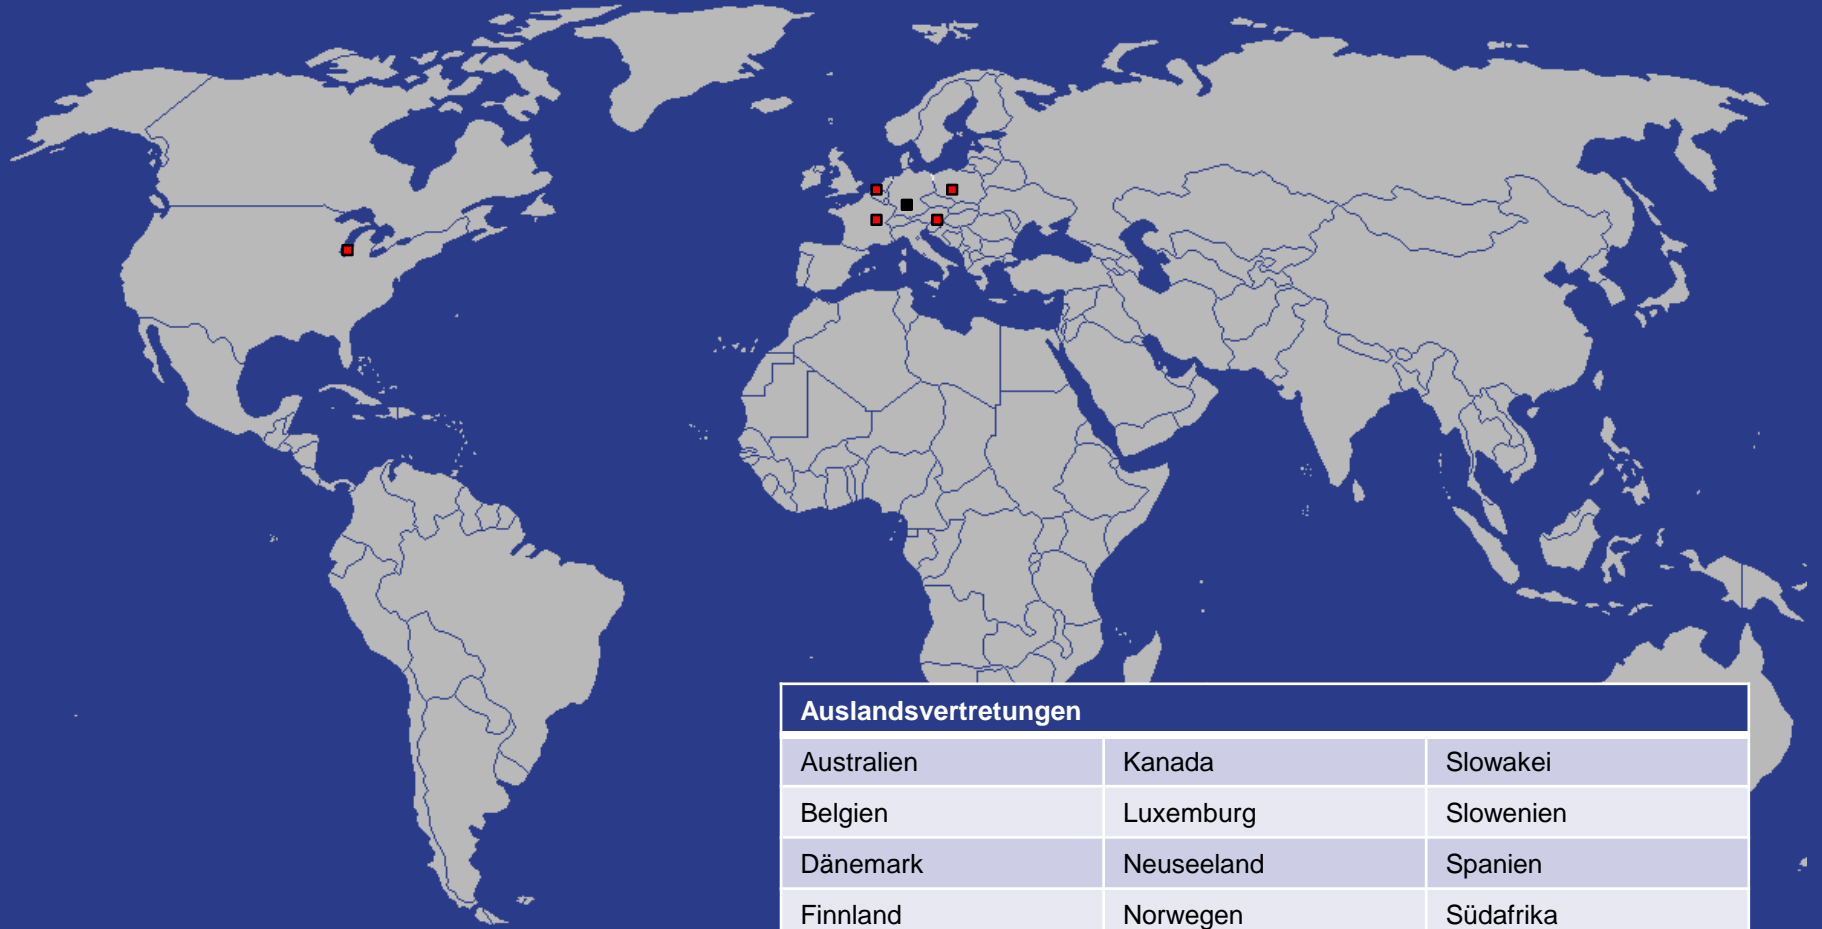 Auslandsvertretungen
Australien Kanada Slowakei
Belgien Luxemburg Slowenien
Dänemark Neuseeland Spanien
Finnland Norwegen Südafrika